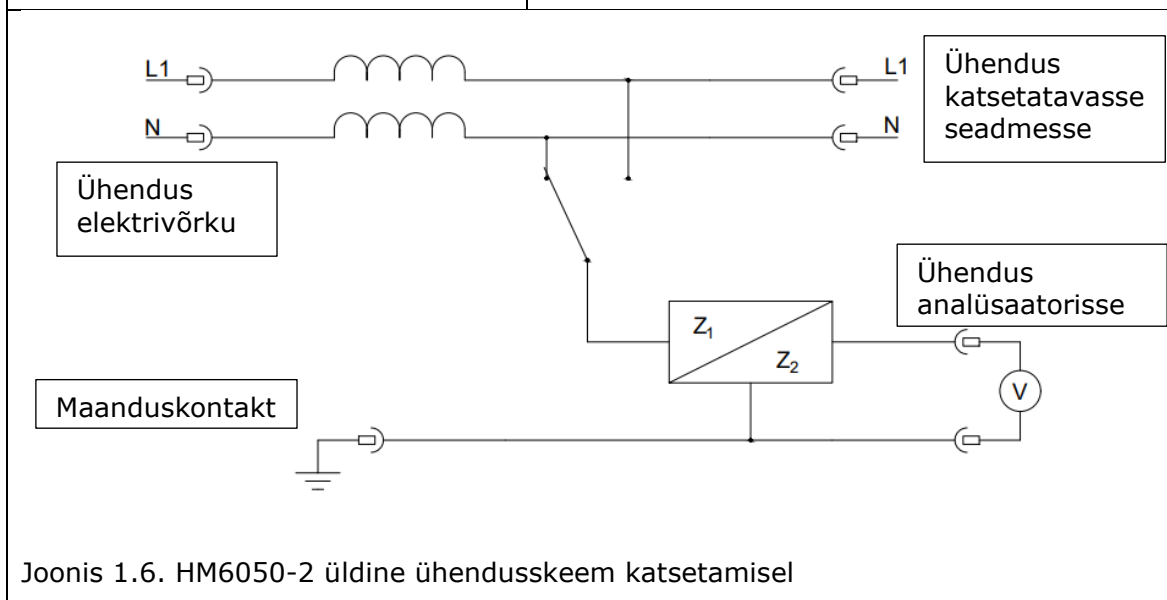 L1
L1
Ühendus
katsetatavasse
seadmesse
N
N
Ühendus
elektrivõrku
Ühendus
analüsaatorisse
Z1
Z2
V
Maanduskontakt
Joonis 1.6. HM6050-2 üldine ühendusskeem katsetamisel